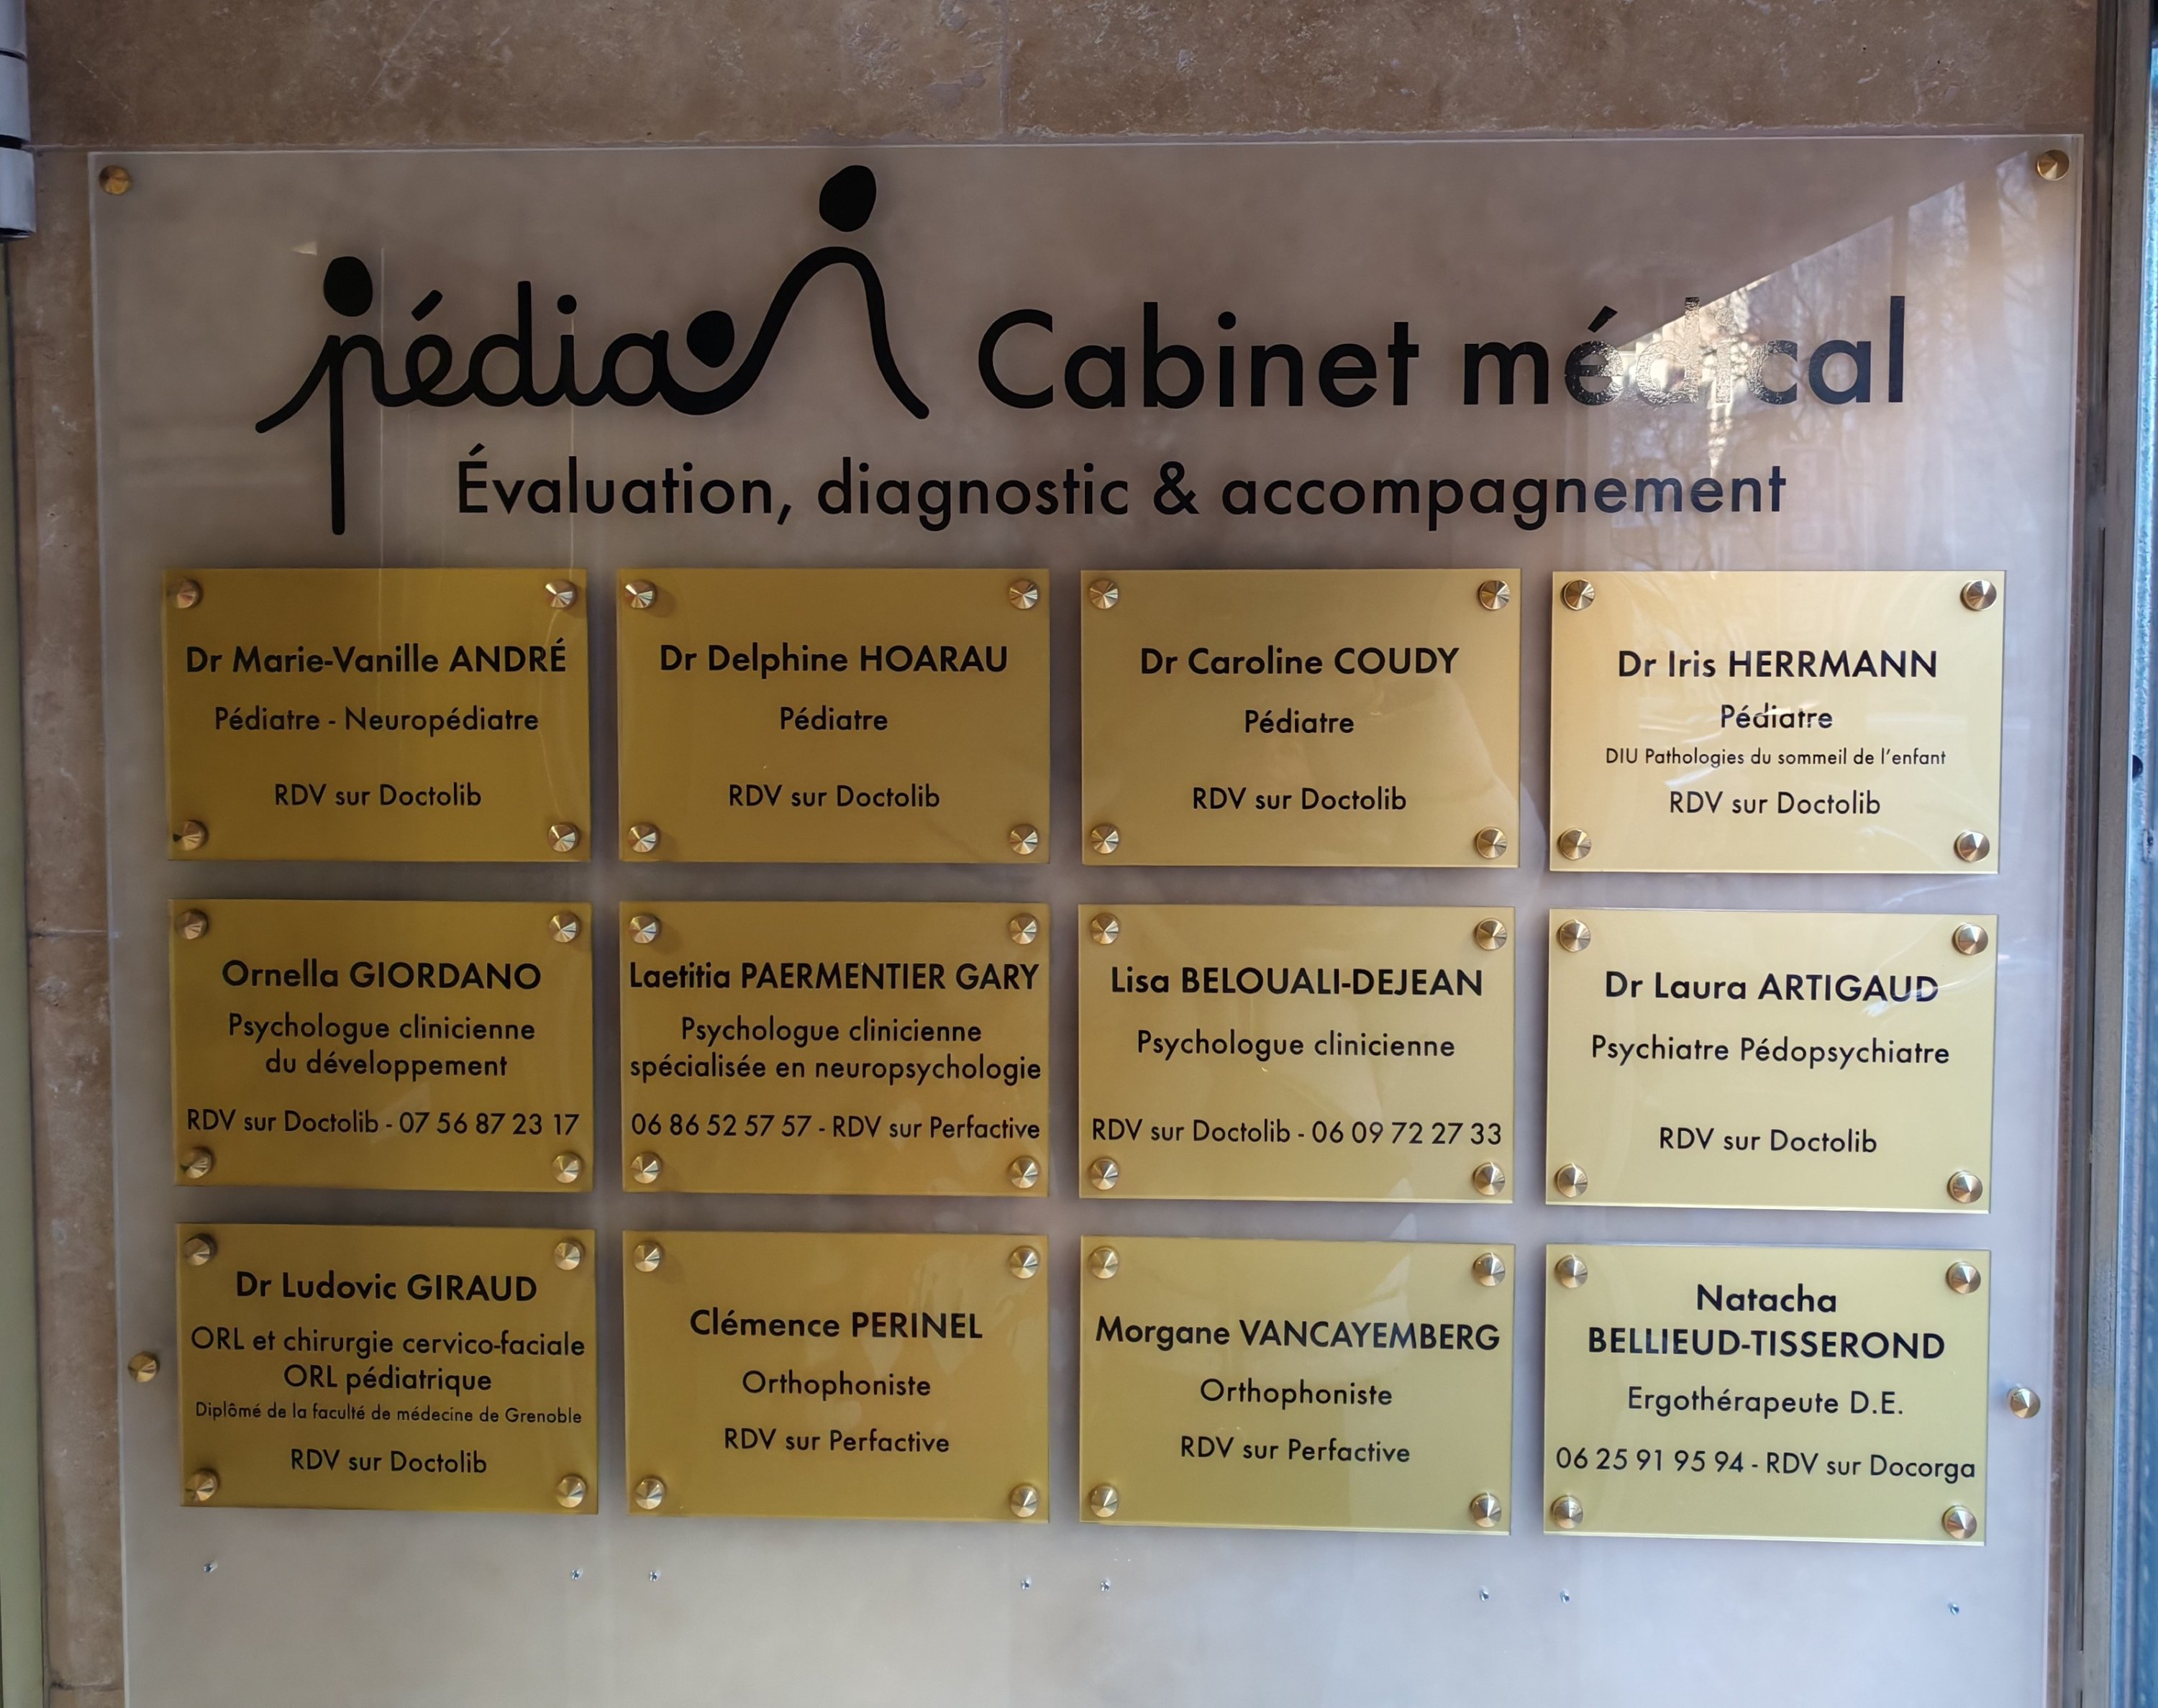 pédia Cabinet médical
Évaluation, diagnostic & accompagnement
Dr Marie-Vanille ANDRÉ
Pédiatre - Neuropédiatre
RDV sur Doctolib
Dr Delphine HOARAU
Pédiatre
RDV sur Doctolib
Dr Caroline COUDY
Pédiatre
RDV sur Doctolib
Dr Iris HERRMANN
Pédiatre
DIU Pathologies du sommeil de l'enfant
RDV sur Doctolib
Ornella GIORDANO
Psychologue clinicienne
du développement
RDV sur Doctolib - 07 56 87 23 17
Laetitia PAERMENTIER GARY
Psychologue clinicienne
spécialisée en neuropsychologie
06 86 52 57 57 - RDV sur Perfactive
Lisa BELOUALI-DEJEAN
Psychologue clinicienne
RDV sur Doctolib - 06 09 72 27 33
Dr Laura ARTIGAUD
Psychiatre Pédopsychiatre
RDV sur Doctolib
Dr Ludovic GIRAUD
ORL et chirurgie cervico-faciale
ORL pédiatrique
Diplômé de la faculté de médecine de Grenoble
RDV sur Doctolib
Clémence PERINEL
Orthophoniste
RDV sur Perfactive
Morgane VANCAYEMBERG
Orthophoniste
RDV sur Perfactive
Natacha
BELLIEUD-TISSEROND
Ergothérapeute D.E.
06 25 91 95 94 - RDV sur Docorga